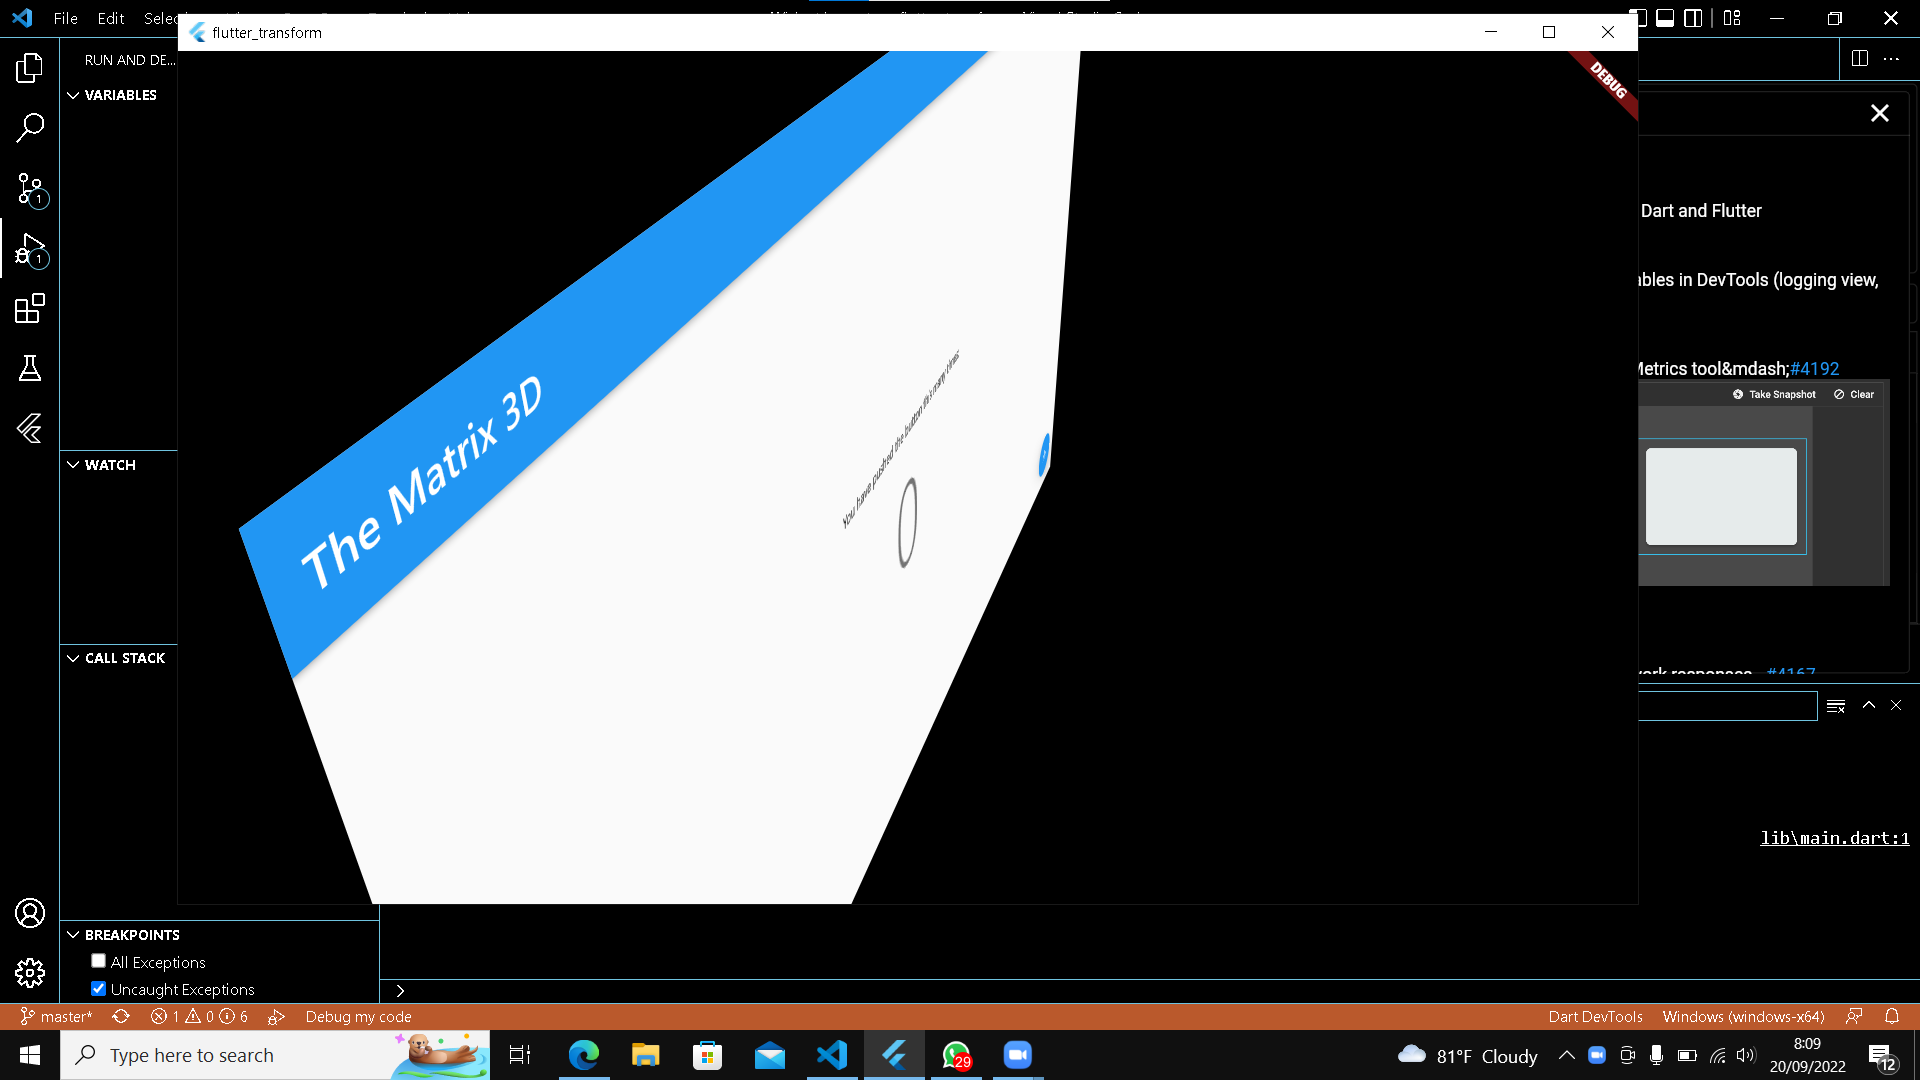 File Edit
flutter_transform
DEBUG
RUN AND DE...
VARIABLES
WATCH
CALL STACK
BREAKPOINTS
All Exceptions
Uncaught Exceptions
The Matrix 3D
You have pushed the button this many times:
0
Dart and Flutter
ables in DevTools (logging view,
Metrics tool&mdash;#4192
Take Snapshot Clear
#4167
lib\main.dart:1
1
1
master* 1 0 6 Debug my code
Dart DevTools Windows (windows-x64)
Type here to search
29
81°F Cloudy
8:09
20/09/2022
12